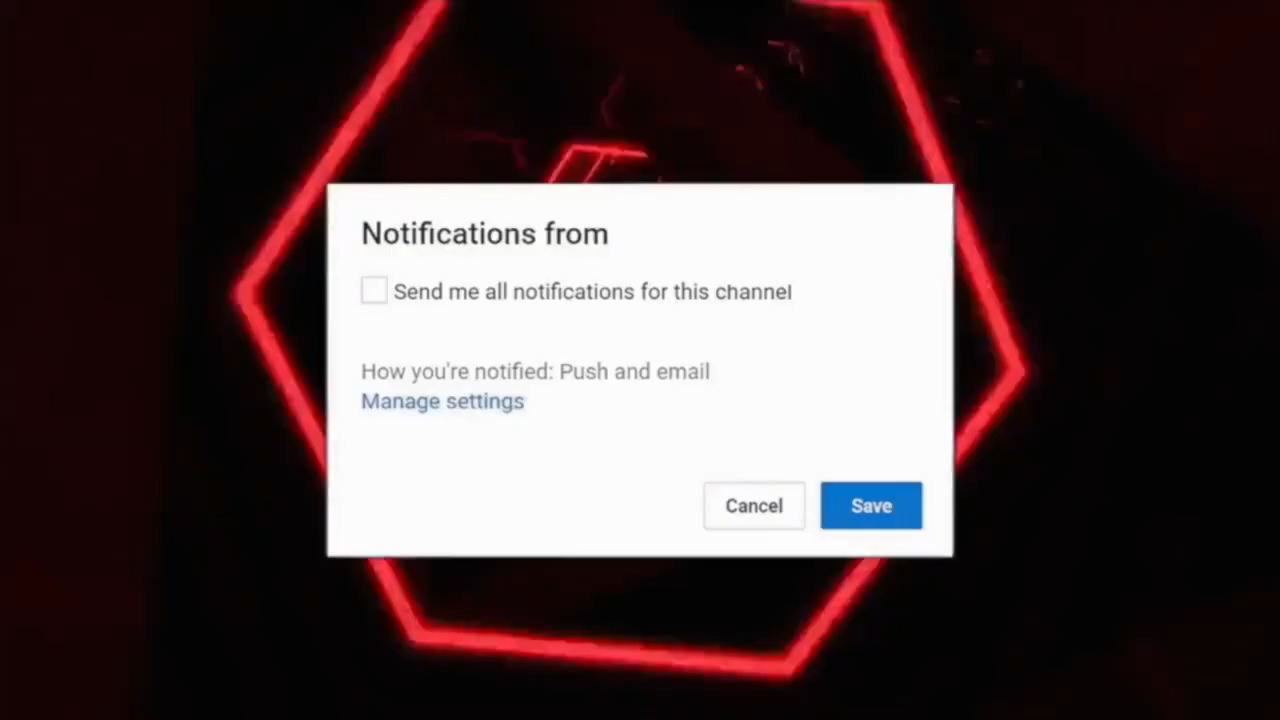 Notifications from
Send me all notifications for this channel
How you're notified: Push and email
Manage settings
Cancel
Save